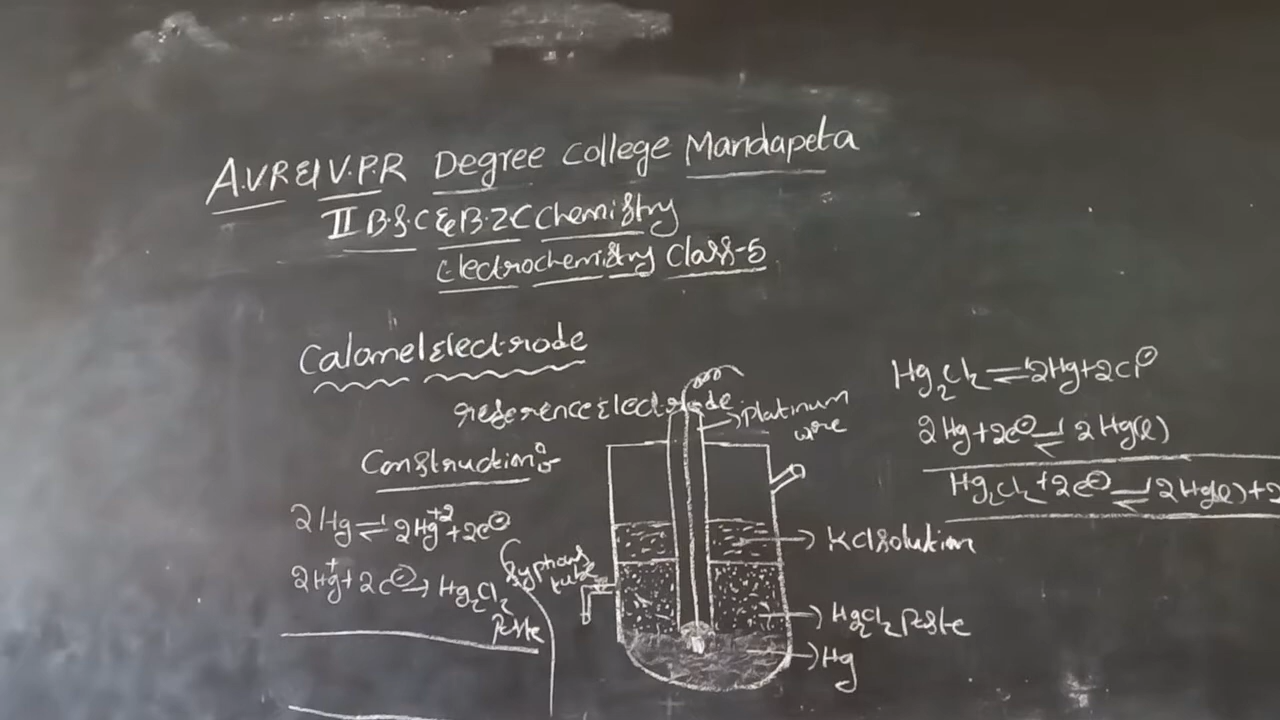 A.V.R & V.P.R Degree College Mandapeta
II B.S.C & B.Z.C Chemistry
Electrochemistry Class-5
Calomel Electrode
reference Electrode
Construction:
2Hg ⇌ 2Hg⁺² + 2e⊖
2Hg⁺ + 2e⊖ → Hg₂Cl₂
Paste
Syphons
tube
Platinum
wire
KCl solution
Hg₂Cl₂ Paste
Hg
Hg₂Cl₂ ⇌ 2Hg + 2Cl⊖
2Hg + 2e⊖ ⇌ 2Hg(l)
Hg₂Cl₂ + 2e⊖ ⇌ 2Hg(l) + 2